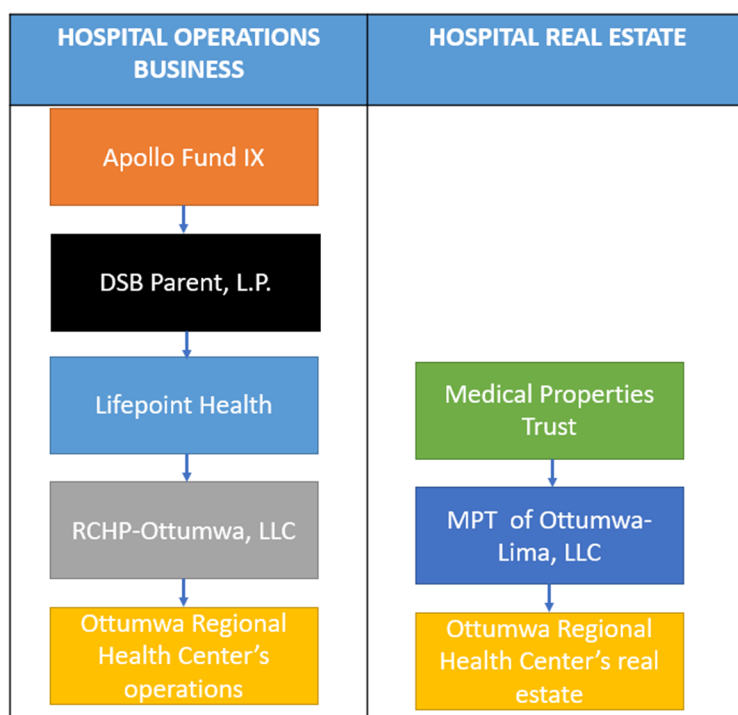 HOSPITAL OPERATIONS
BUSINESS
HOSPITAL REAL ESTATE
Apollo Fund IX
DSB Parent, L.P.
Lifepoint Health
RCHP-Ottumwa, LLC
Ottumwa Regional
Health Center’s
operations
Medical Properties
Trust
MPT of Ottumwa-
Lima, LLC
Ottumwa Regional
Health Center’s real
estate